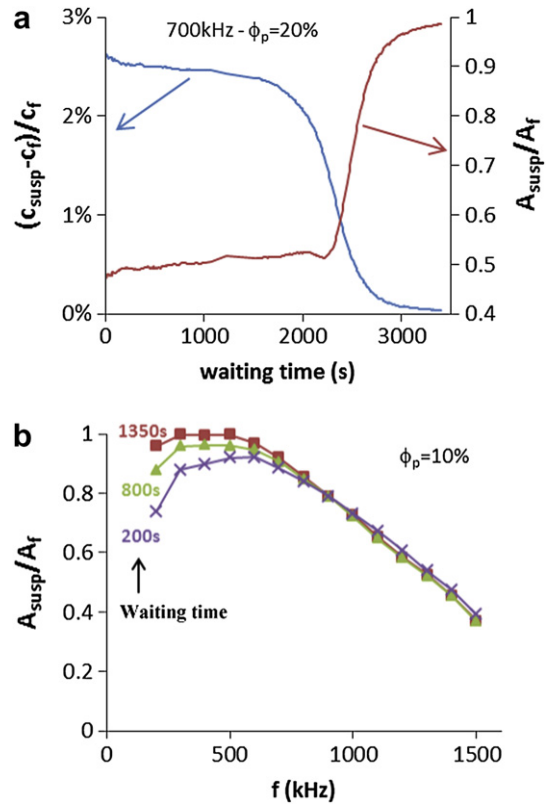 a
700kHz - ϕp=20%
3%
2%
1%
0%
(csusp-cf)/cf
1
0.9
0.8
0.7
0.6
0.5
0.4
Asusp/Af
0
1000
2000
3000
waiting time (s)
b
1350s
800s
200s
Waiting time
ϕp=10%
1
0.8
0.6
0.4
0.2
0
Asusp/Af
0
500
1000
1500
f (kHz)